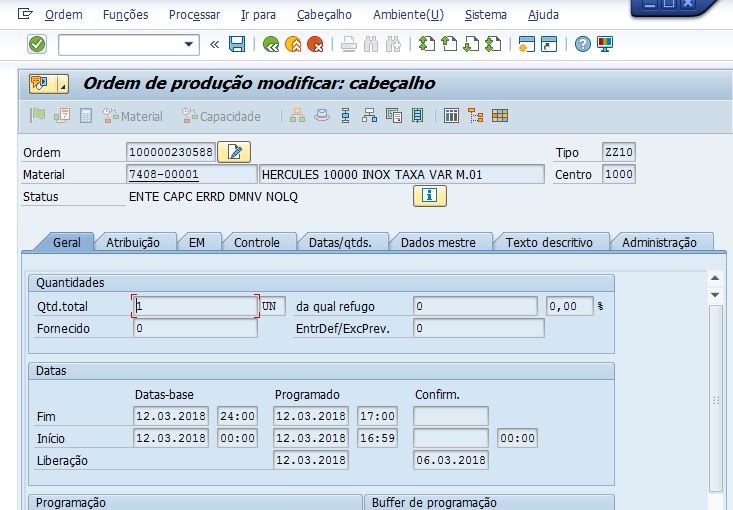 Ordem Funções Processar Ir para Cabeçalho Ambiente(U) Sistema Ajuda
Ordem de produção modificar: cabeçalho
Material Capacidade
Ordem 100000230588 Tipo ZZ10
Material 7408-00001 HERCULES 10000 INOX TAXA VAR M.01 Centro 1000
Status ENTE CAPC ERRD DMNV NOLQ
Geral Atribuição EM Controle Datas/qtds. Dados mestre Texto descritivo Administração
Quantidades
Qtd.total 1 UN da qual refugo 0 0,00 %
Fornecido 0 EntrDef/ExcPrev. 0
Datas
Datas-base Programado Confirm.
Fim 12.03.2018 24:00 12.03.2018 17:00
Início 12.03.2018 00:00 12.03.2018 16:59 00:00
Liberação 12.03.2018 06.03.2018
Programação Buffer de programação